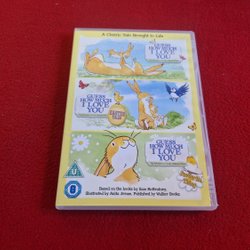 A Classic Tale Brought to Life
GUESS
HOW MUCH
I LOVE
YOU
GUESS
HOW MUCH
I LOVE
YOU
GUESS
HOW MUCH
I LOVE
YOU
U
Based on the books by Sam McBratney,
Illustrated by Anita Jeram, Published by Walker Books